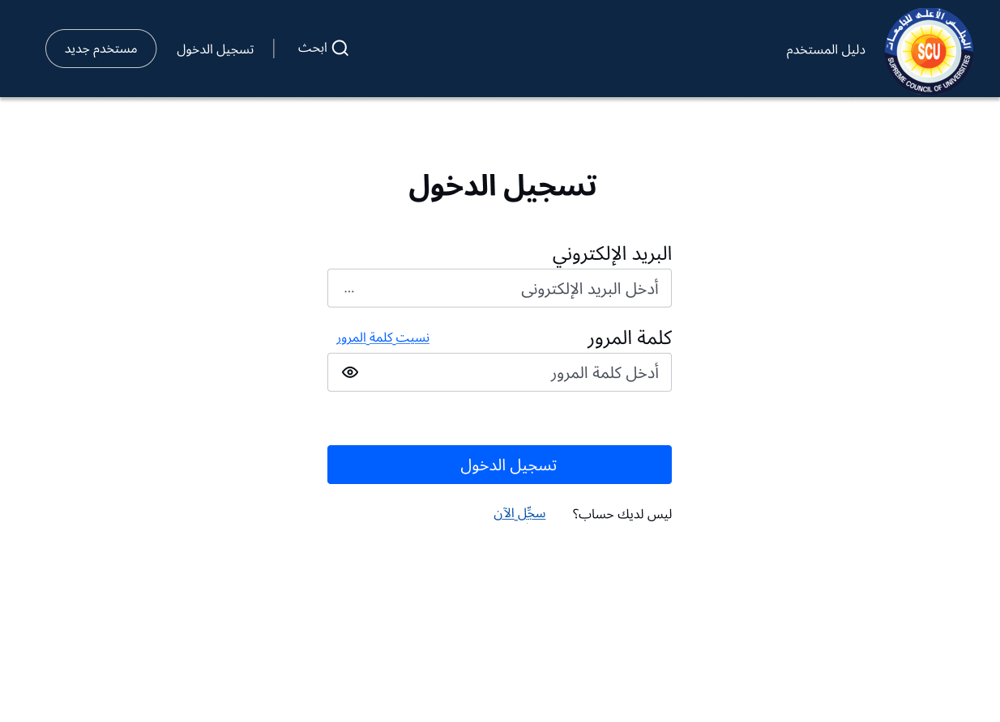 المجلس الأعلى للجامعات
SCU
SUPREME COUNCIL OF UNIVERSITIES
دليل المستخدم
ابحث
تسجيل الدخول
مستخدم جديد
تسجيل الدخول
البريد الإلكتروني
أدخل البريد الإلكترونى
...
كلمة المرور
نسيت كلمة المرور
أدخل كلمة المرور
تسجيل الدخول
ليس لديك حساب؟ سجِّل الآن